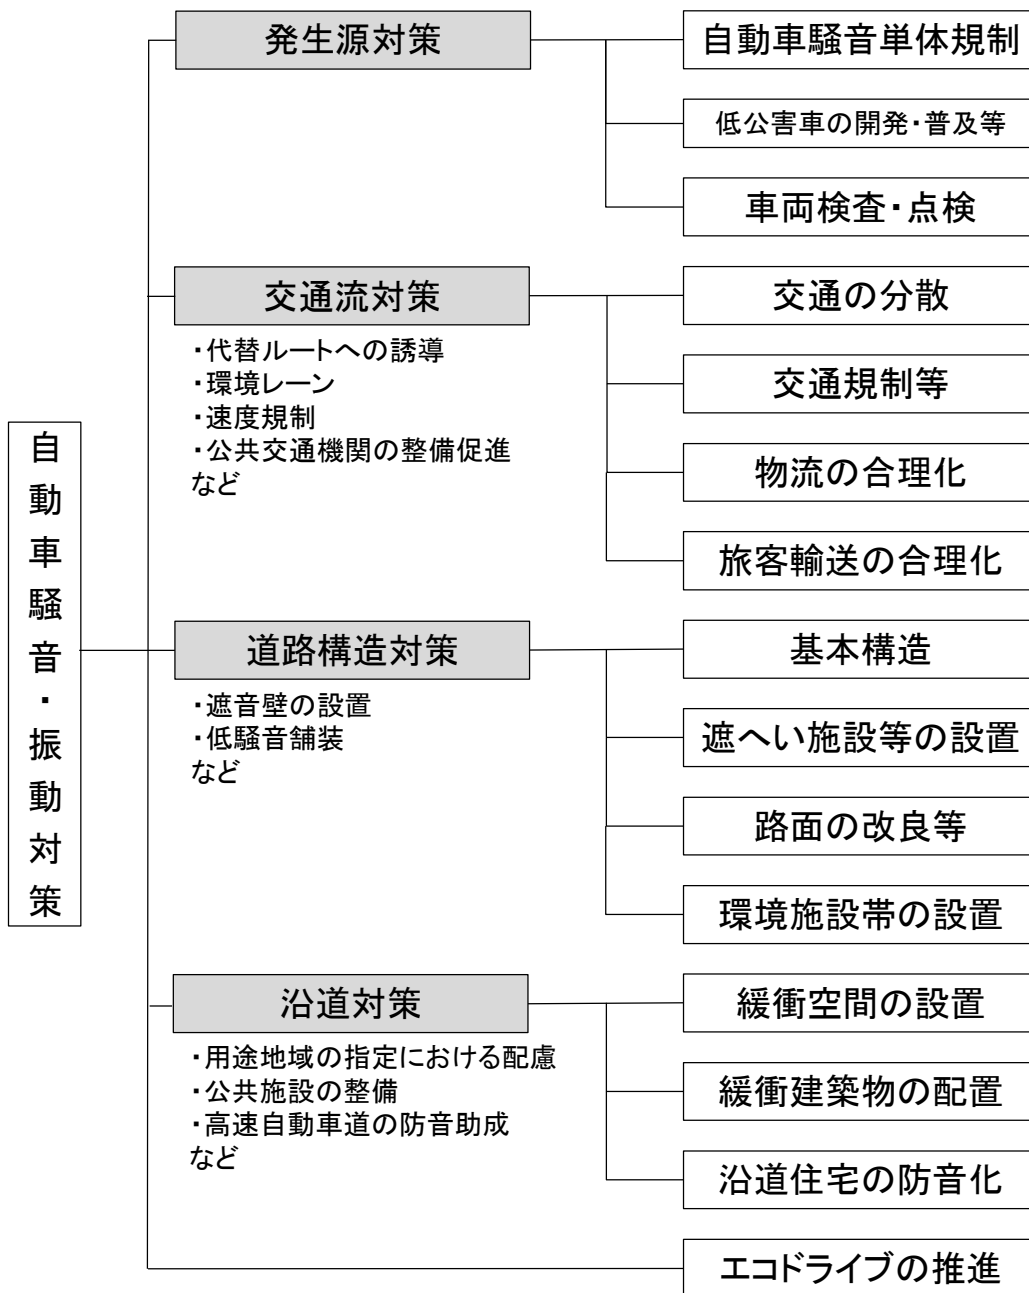 自動車騒音・振動対策
発生源対策
自動車騒音単体規制
低公害車の開発・普及等
車両検査・点検
交通流対策
・代替ルートへの誘導
・環境レーン
・速度規制
・公共交通機関の整備促進
など
交通の分散
交通規制等
物流の合理化
旅客輸送の合理化
道路構造対策
・遮音壁の設置
・低騒音舗装
など
基本構造
遮へい施設等の設置
路面の改良等
環境施設帯の設置
沿道対策
・用途地域の指定における配慮
・公共施設の整備
・高速自動車道の防音助成
など
緩衝空間の設置
緩衝建築物の配置
沿道住宅の防音化
エコドライブの推進